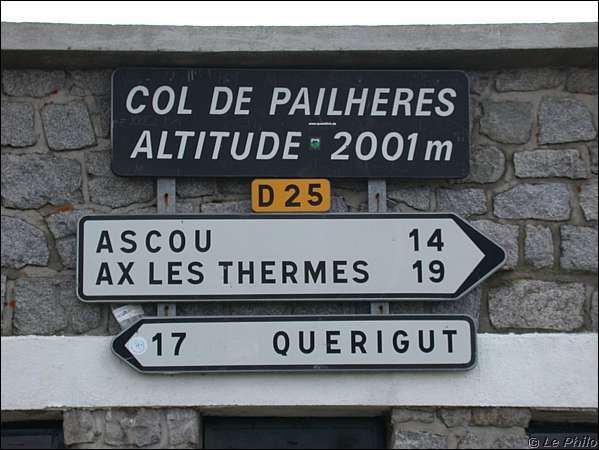 COL DE PAILHERES
ALTITUDE 2001m
D 25
ASCOU 14
AX LES THERMES 19
17 QUERIGUT
© Le Philo